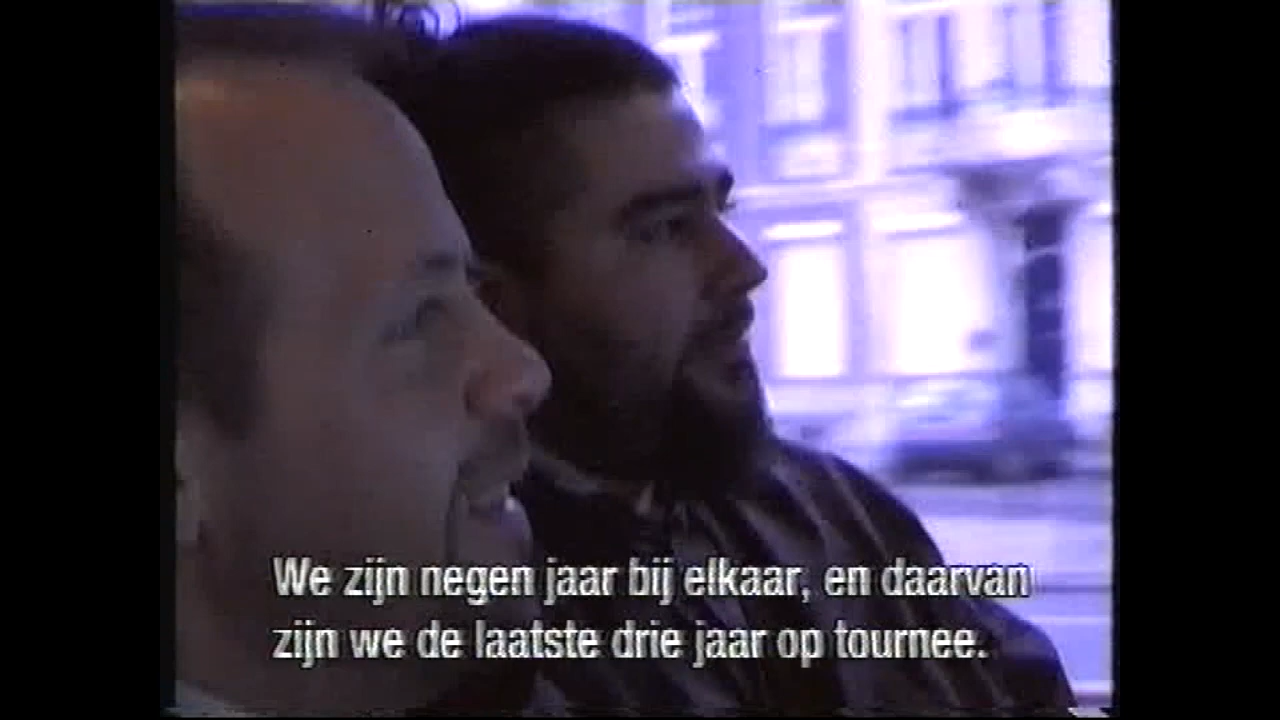 We zijn negen jaar bij elkaar, en daarvan
zijn we de laatste drie jaar op tournee.